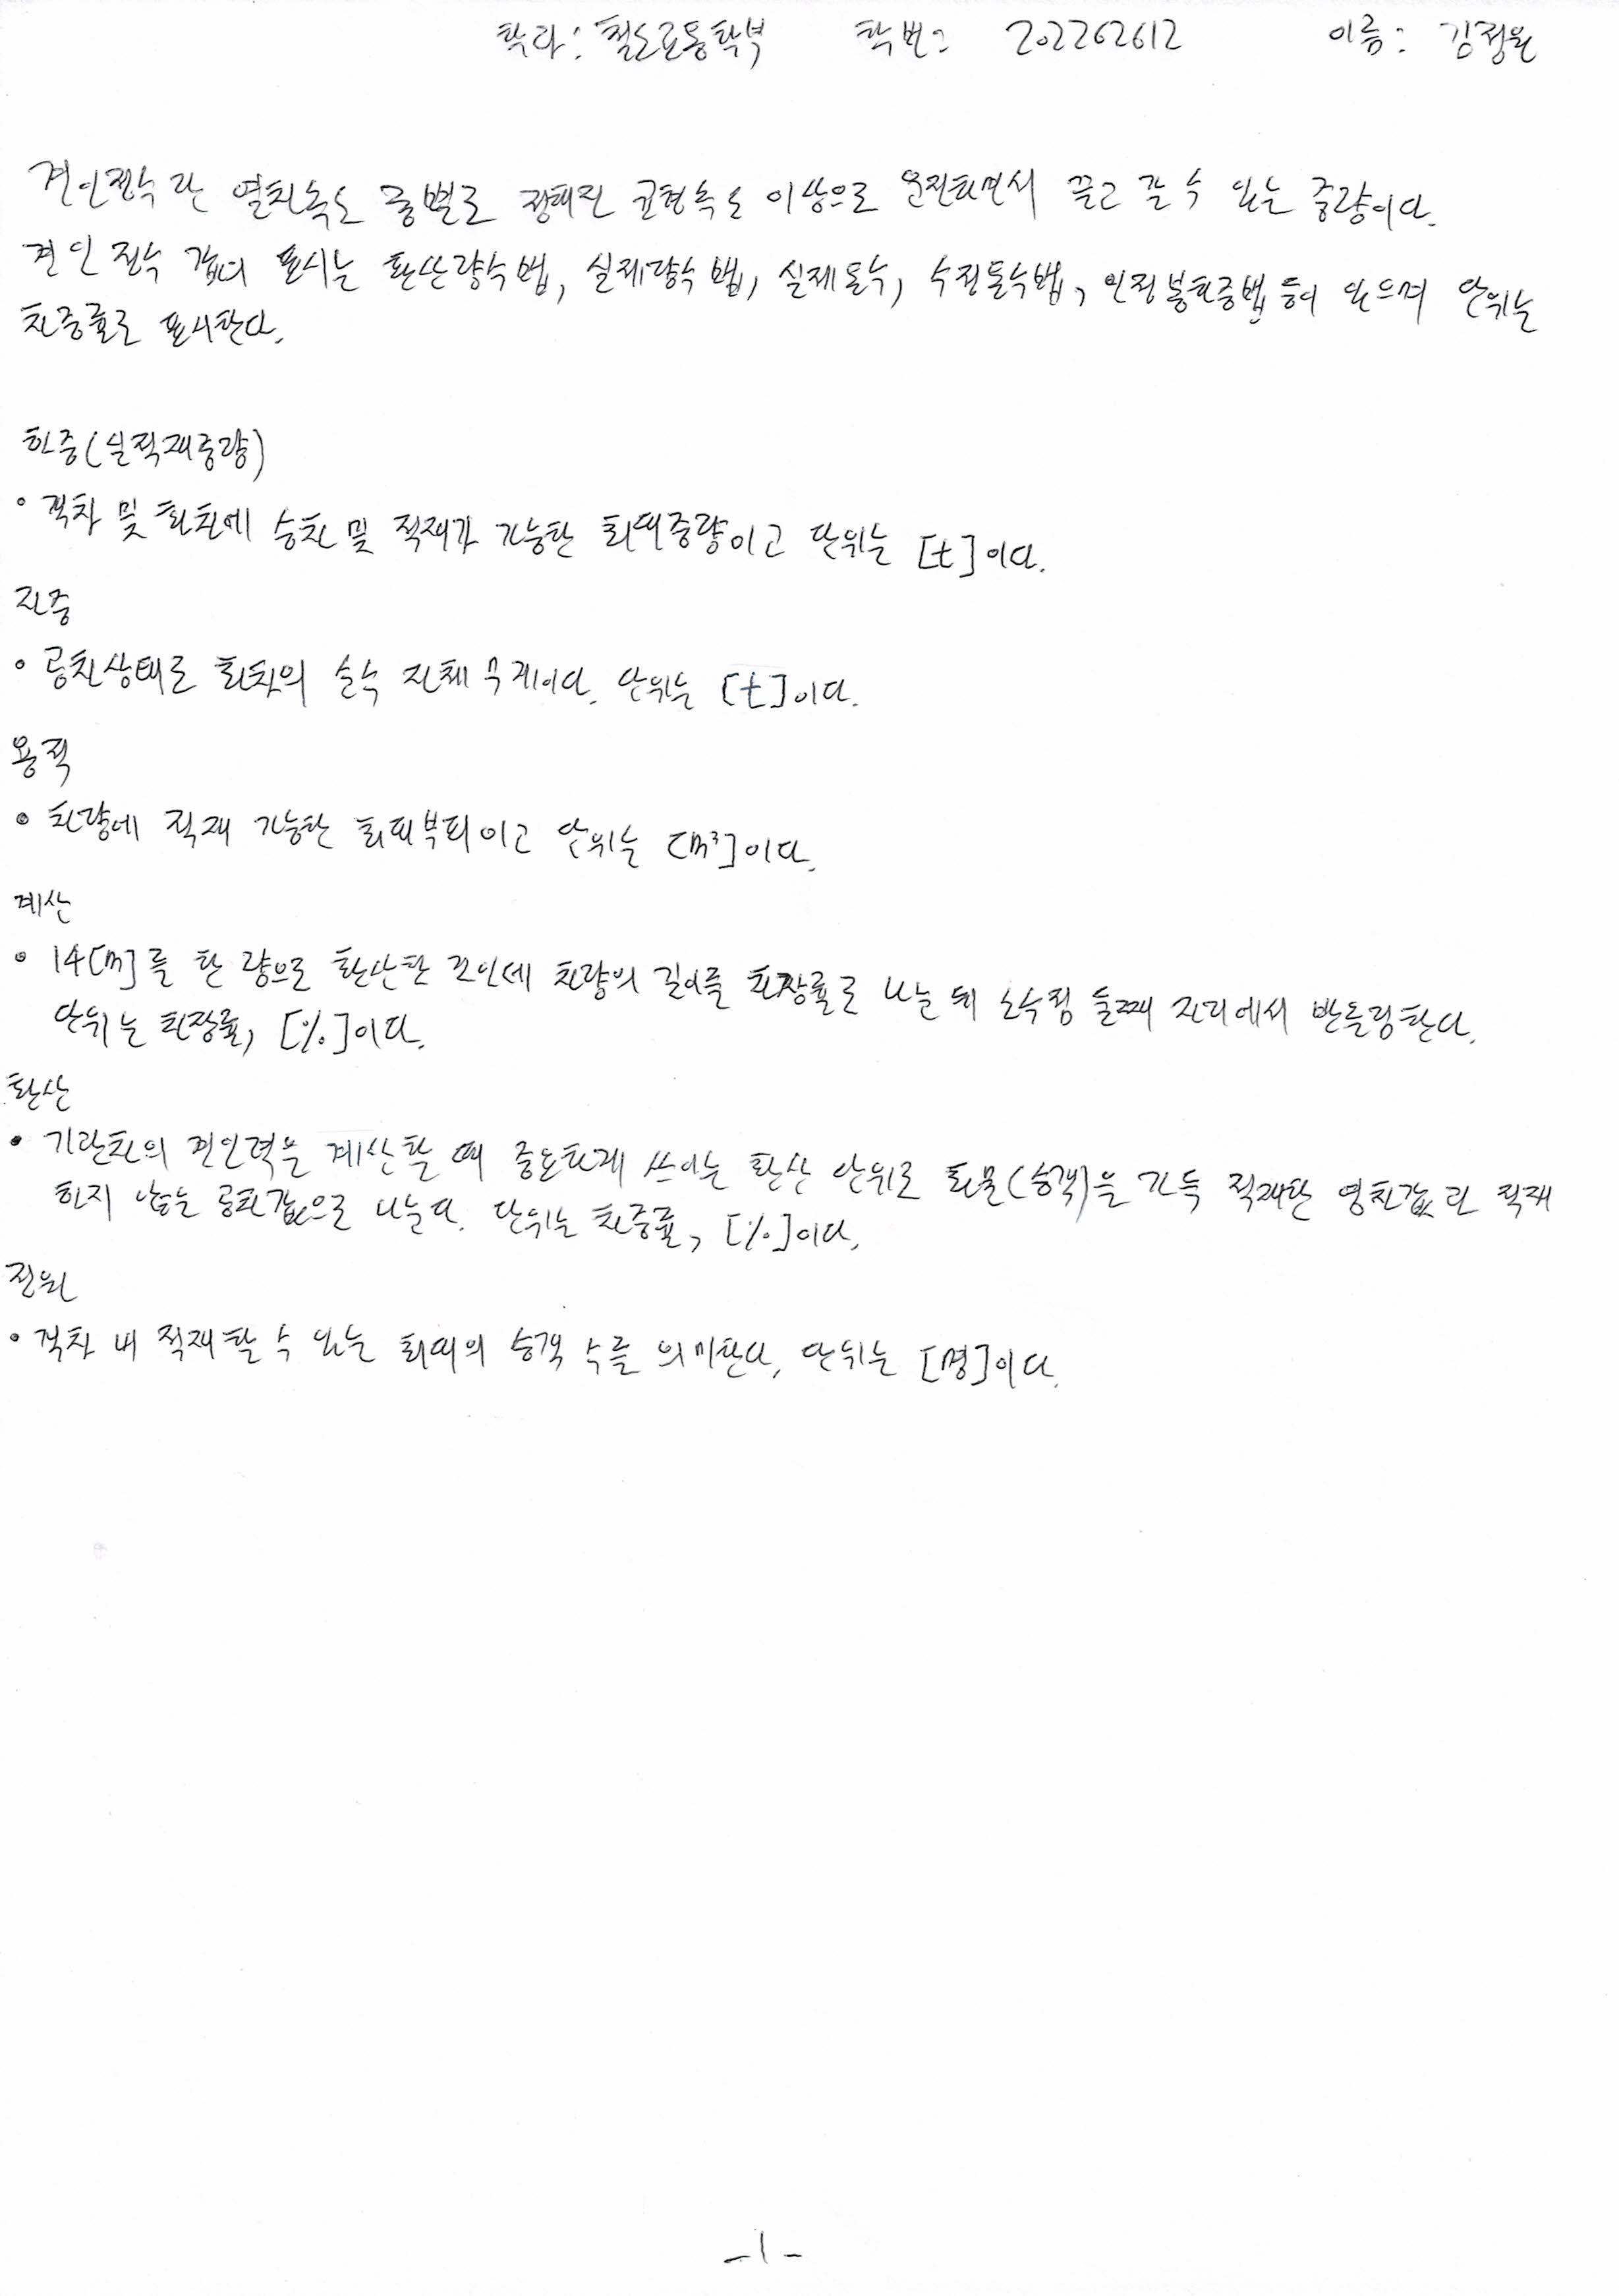 학과: 철도교통학부 학번: 202262612 이름: 김정원
견인정수란 열차속도 종별로 정해진 균형속도 이상으로 운전하면서 끌고 갈 수 있는 중량이다.
견인 정수 값의 표시는 환산량수법, 실제량수법, 실제톤수, 수정톤수법, 인장봉하중법 등이 있으며 단위는
차중률로 표시한다.
하중(실적재중량)
• 객차 및 화차에 승차 및 적재가 가능한 최대중량이고 단위는 [t]이다.
자중
• 공차상태로 화차의 순수 자체 무게이다. 단위는 [t]이다.
용적
• 차량에 적재 가능한 최대부피이고 단위는 [m³]이다.
계산
• 14[m]를 한 량으로 환산한 것인데 차량의 길이를 차장률로 나눈 뒤 소수점 둘째 자리에서 반올림한다.
단위는 차장률, [%]이다.
환산
• 기관차의 견인력을 계산할 때 중요하게 쓰이는 환산 단위로 화물(승객)을 가득 적재한 영차값과 적재
하지 않는 공차값으로 나눈다. 단위는 차중률, [%]이다.
정원
• 객차 내 적재할 수 있는 최대의 승객 수를 의미한다. 단위는 [명]이다.
-1-